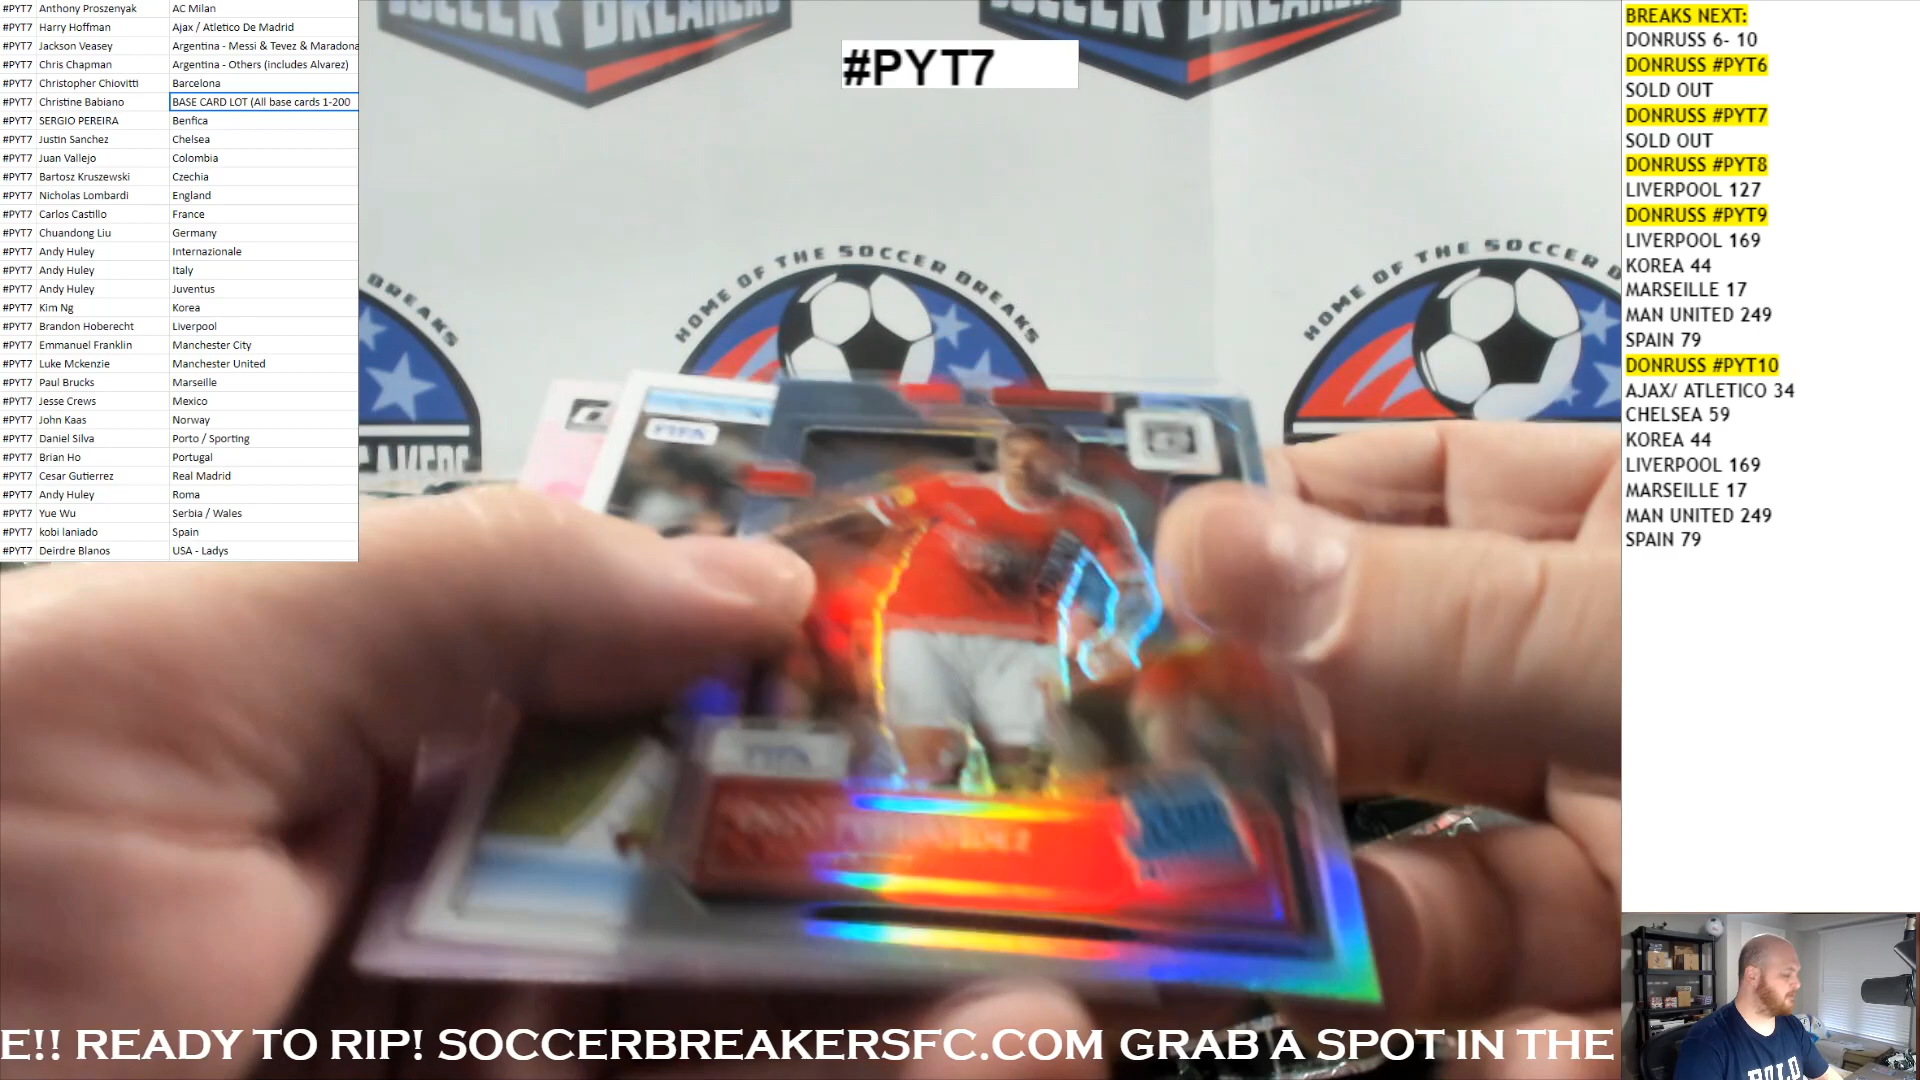 #PYT7 Anthony Proszenyak AC Milan
#PYT7 Harry Hoffman Ajax / Atletico De Madrid
#PYT7 Jackson Veasey Argentina - Messi & Tevez & Maradona
#PYT7 Chris Chapman Argentina - Others (includes Alvarez)
#PYT7 Christopher Chiovitti Barcelona
#PYT7 Christine Babiano BASE CARD LOT (All base cards 1-200
#PYT7 SERGIO PEREIRA Benfica
#PYT7 Justin Sanchez Chelsea
#PYT7 Juan Vallejo Colombia
#PYT7 Bartosz Kruszewski Czechia
#PYT7 Nicholas Lombardi England
#PYT7 Carlos Castillo France
#PYT7 Chuandong Liu Germany
#PYT7 Andy Huley Internazionale
#PYT7 Andy Huley Italy
#PYT7 Andy Huley Juventus
#PYT7 Kim Ng Korea
#PYT7 Brandon Hoberecht Liverpool
#PYT7 Emmanuel Franklin Manchester City
#PYT7 Luke Mckenzie Manchester United
#PYT7 Paul Brucks Marseille
#PYT7 Jesse Crews Mexico
#PYT7 John Kaas Norway
#PYT7 Daniel Silva Porto / Sporting
#PYT7 Brian Ho Portugal
#PYT7 Cesar Gutierrez Real Madrid
#PYT7 Andy Huley Roma
#PYT7 Yue Wu Serbia / Wales
#PYT7 kobi laniado Spain
#PYT7 Deirdre Blanos USA - Ladys
SOCCER BREAKERS
SOCCER BREAKERS
#PYT7
BREAKS
HOME OF THE SOCCER BREAKS
HOME OF THE SOCCER B
EAKERS
FIFA
FIFA
BREAKS NEXT:
DONRUSS 6- 10
DONRUSS #PYT6
SOLD OUT
DONRUSS #PYT7
SOLD OUT
DONRUSS #PYT8
LIVERPOOL 127
DONRUSS #PYT9
LIVERPOOL 169
KOREA 44
MARSEILLE 17
MAN UNITED 249
SPAIN 79
DONRUSS #PYT10
AJAX/ ATLETICO 34
CHELSEA 59
KOREA 44
LIVERPOOL 169
MARSEILLE 17
MAN UNITED 249
SPAIN 79
E!! READY TO RIP! SOCCERBREAKERSFC.COM GRAB A SPOT IN THE